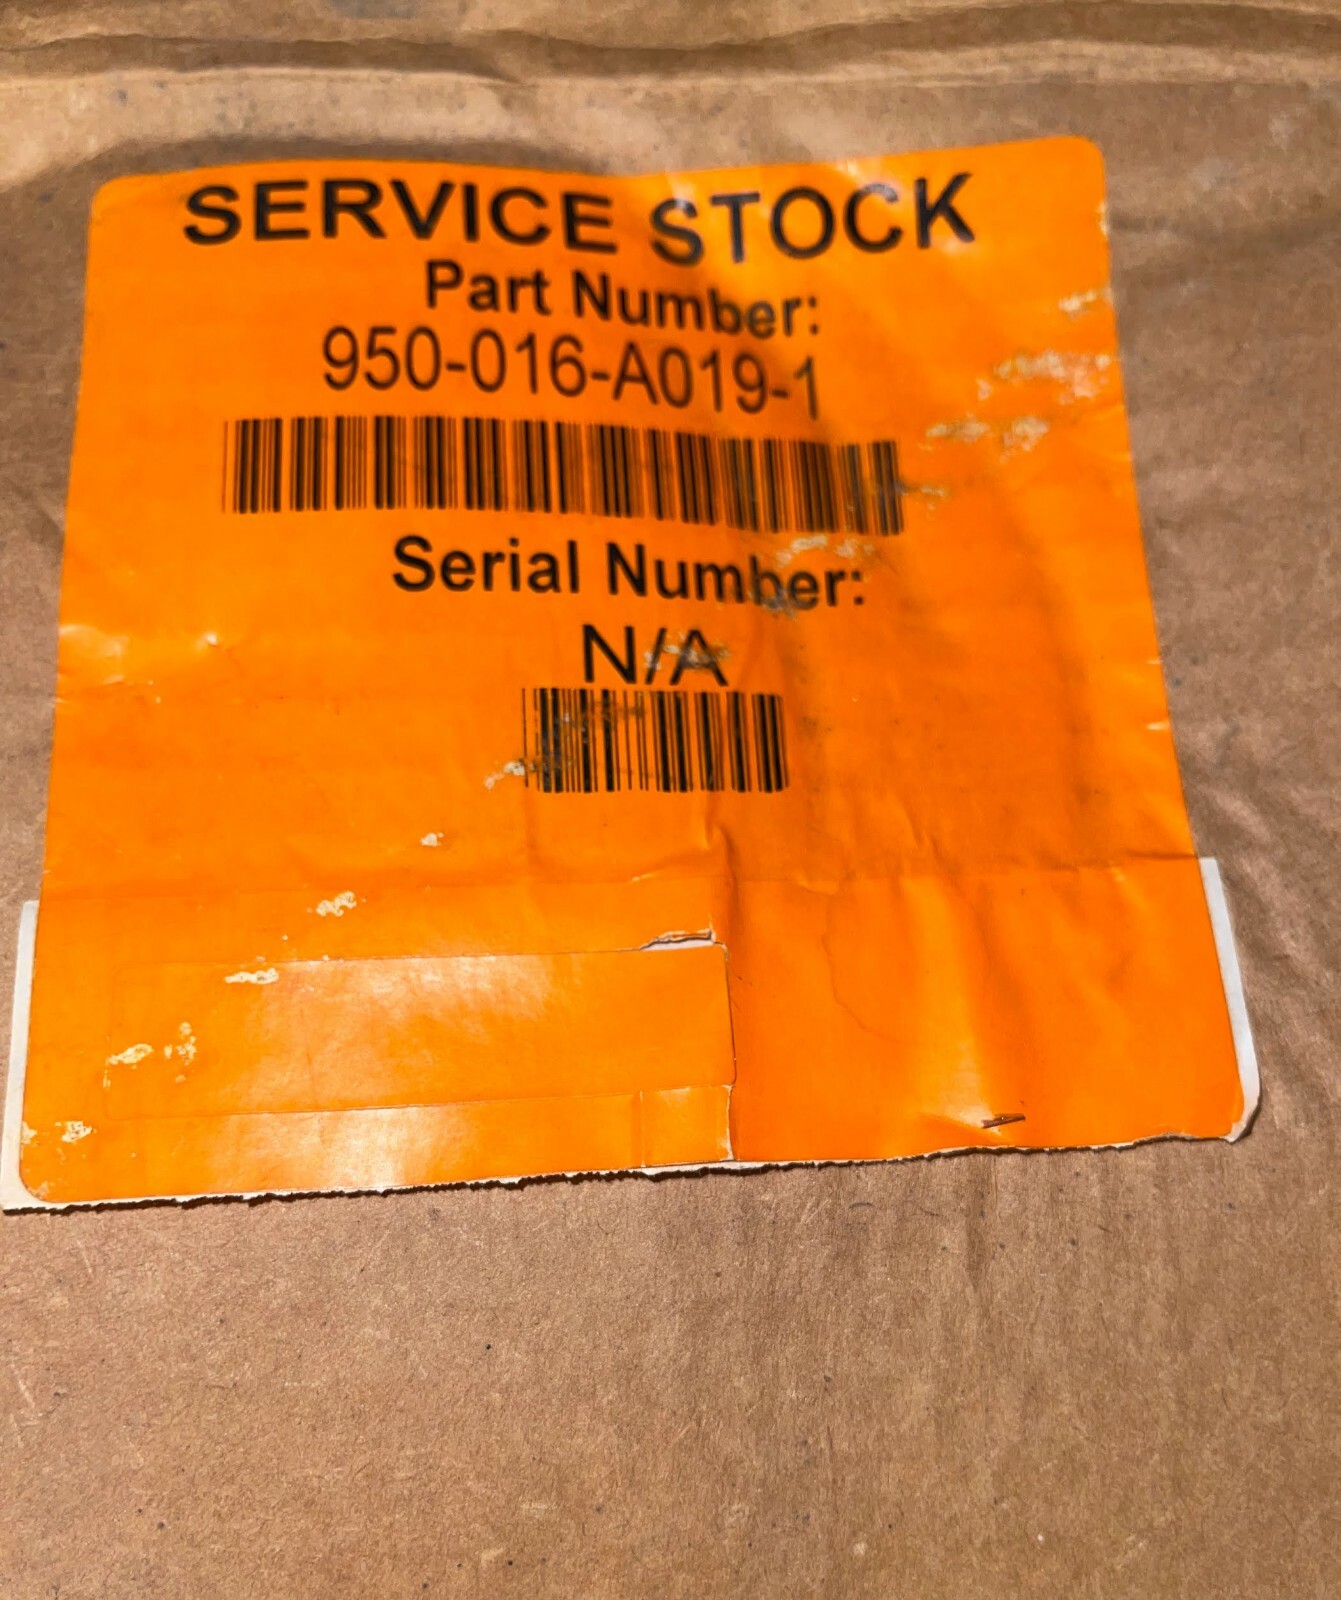 SERVICE STOCK
Part Number:
950-016-A019-1
Serial Number:
N/A